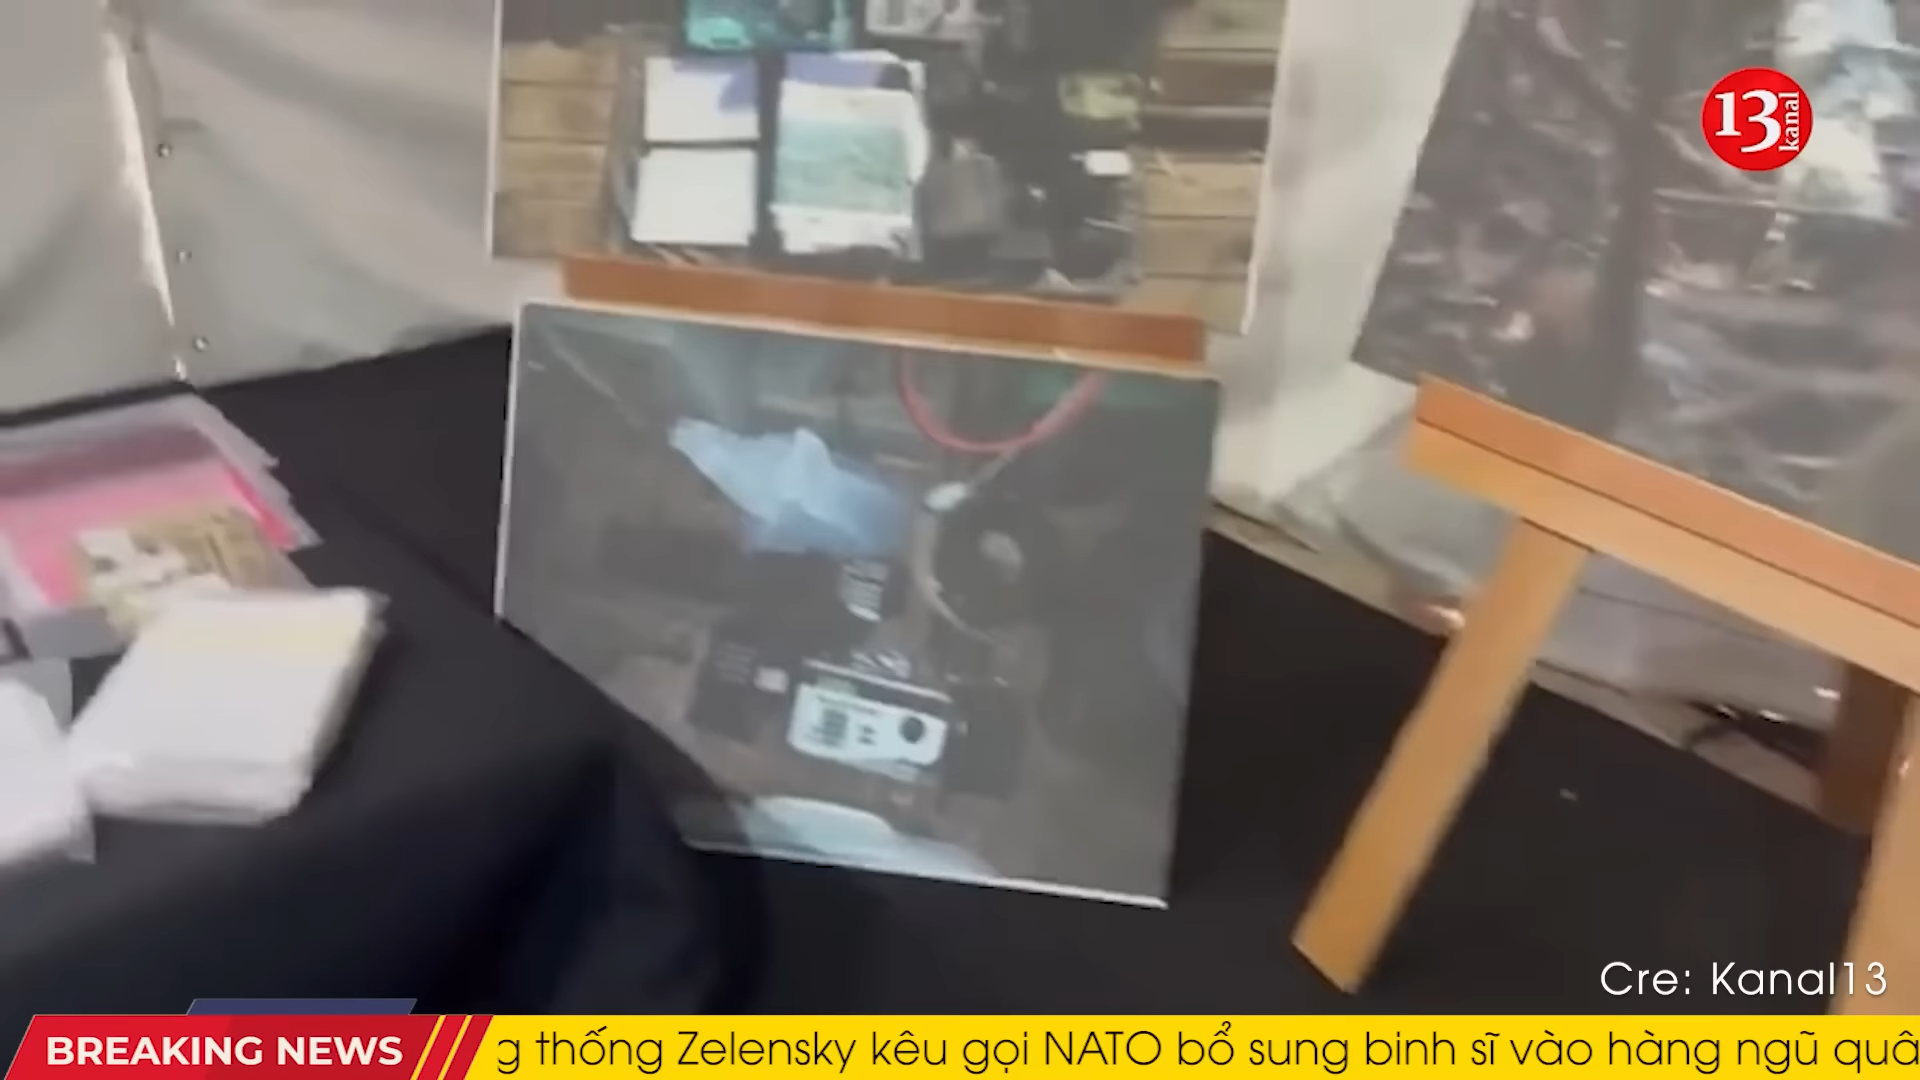 13 kanal
Cre: Kanal13
BREAKING NEWS
g thống Zelensky kêu gọi NATO bổ sung binh sĩ vào hàng ngũ quâ